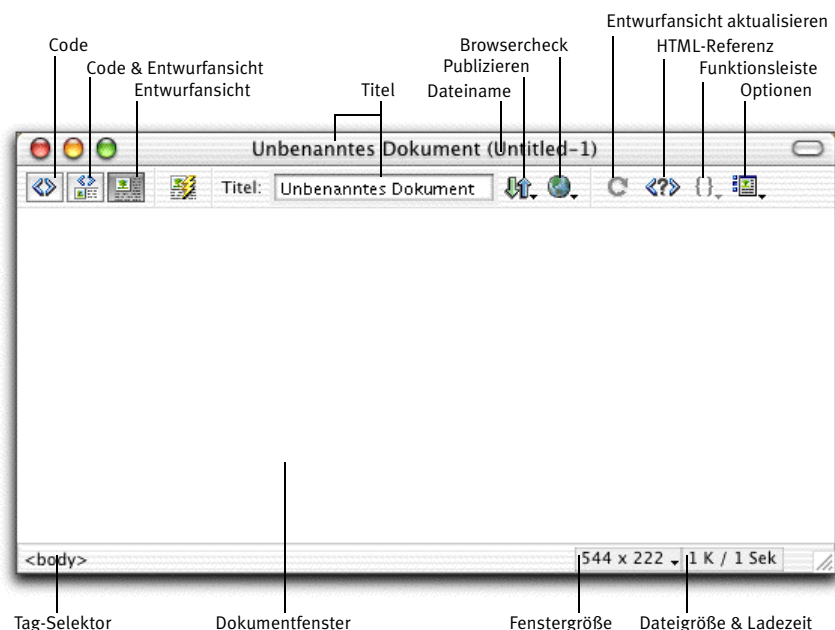 Entwurfansicht aktualisieren
Code
Browsercheck
HTML-Referenz
Code & Entwurfansicht
Publizieren
Funktionsleiste
Entwurfansicht
Titel
Dateiname
Optionen
Unbenanntes Dokument (Untitled-1)
Titel:
Unbenanntes Dokument
<body>
544 x 222
1 K / 1 Sek
Tag-Selektor
Dokumentfenster
Fenstergröße
Dateigröße & Ladezeit